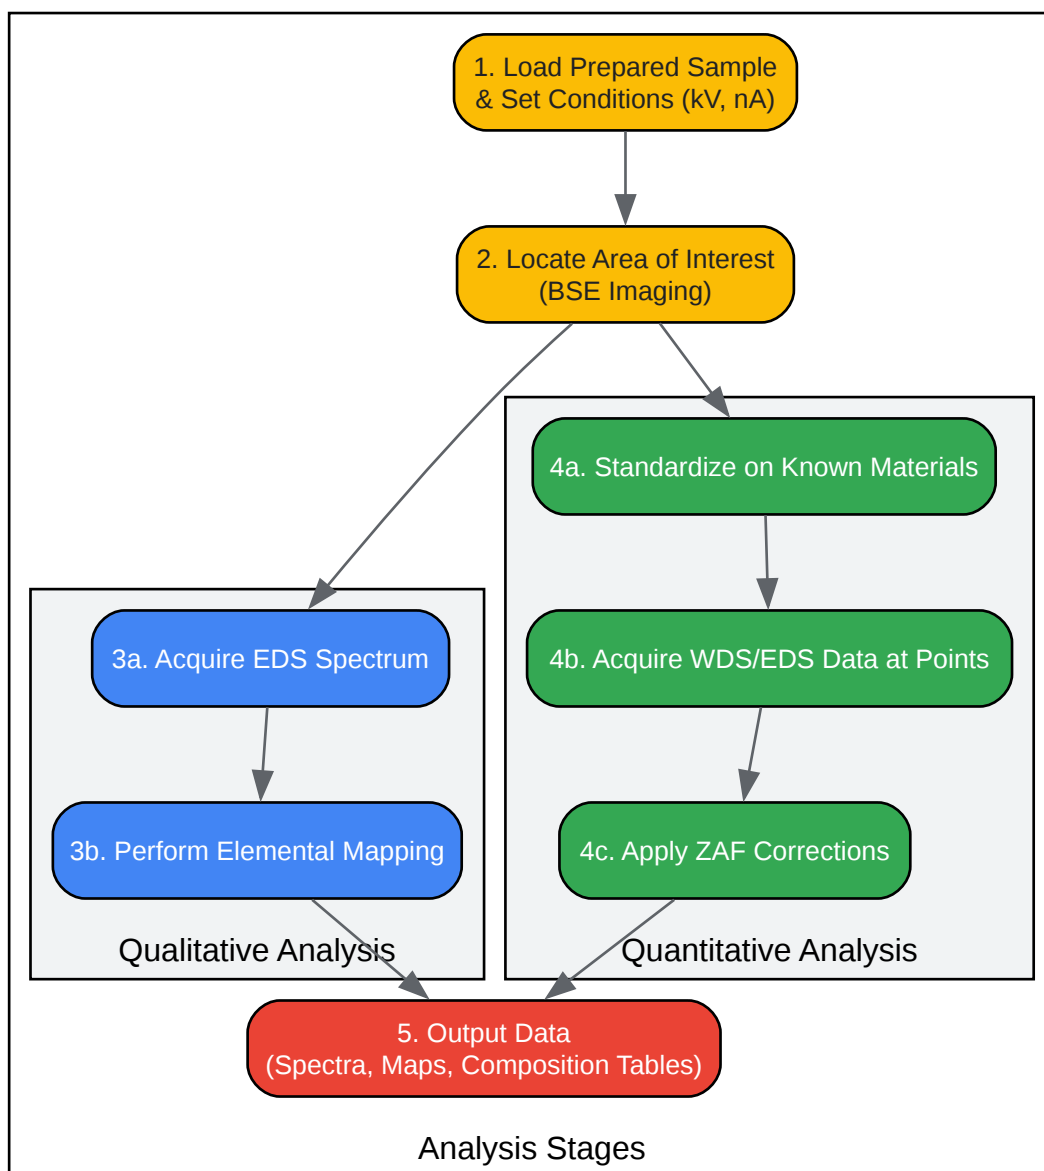 1. Load Prepared Sample
& Set Conditions (kV, nA)
2. Locate Area of Interest
(BSE Imaging)
4a. Standardize on Known Materials
3a. Acquire EDS Spectrum
4b. Acquire WDS/EDS Data at Points
3b. Perform Elemental Mapping
4c. Apply ZAF Corrections
Qualitative Analysis
Quantitative Analysis
5. Output Data
(Spectra, Maps, Composition Tables)
Analysis Stages